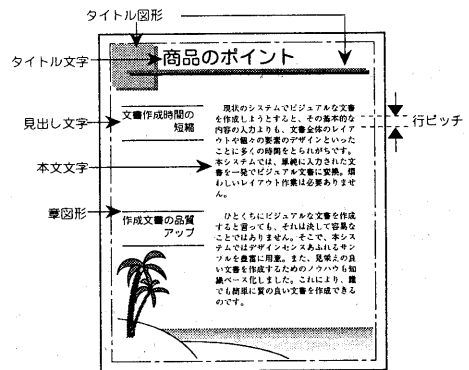 タイトル図形
タイトル文字
商品のポイント
見出し文字
文書作成時間の
短縮
現状のシステムでビジュアルな文書
を作成しようとすると、その基本的な
内容の入力よりも、文書全体のレイア
ウトや個々の要素のデザインといった
ことに多くの時間をとられがちです。
本システムでは、単純に入力された文
書を一発でビジュアル文書に変換。煩
わしいレイアウト作業は必要ありませ
ん。
行ピッチ
本文文字
章図形
作成文書の品質
アップ
ひとくちにビジュアルな文書を作成
すると言っても、それは決して容易な
ことではありません。そこで、本シス
テムではデザインセンスあふれるサン
プルを豊富に用意。また、見栄えの良
い文書を作成するためのノウハウも知
識ベース化しました。これにより、誰
でも簡単に質の良い文書を作成できる
のです。